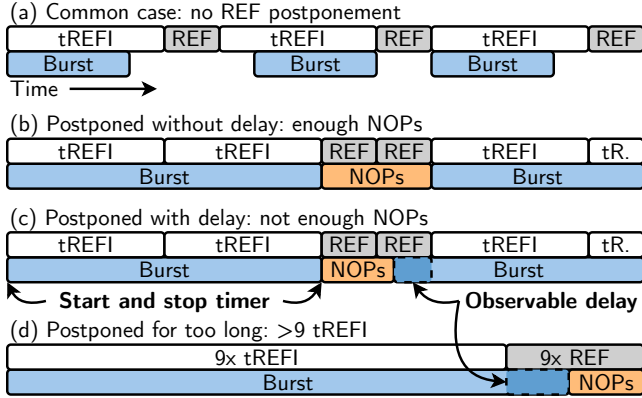 (a) Common case: no REF postponement
tREFI REF tREFI REF tREFI REF
Burst Burst Burst
Time
(b) Postponed without delay: enough NOPs
tREFI tREFI REF REF tREFI tR.
Burst NOPs Burst
(c) Postponed with delay: not enough NOPs
tREFI tREFI REF REF tREFI tR.
Burst NOPs Burst
Start and stop timer Observable delay
(d) Postponed for too long: >9 tREFI
9x tREFI 9x REF
Burst NOPs